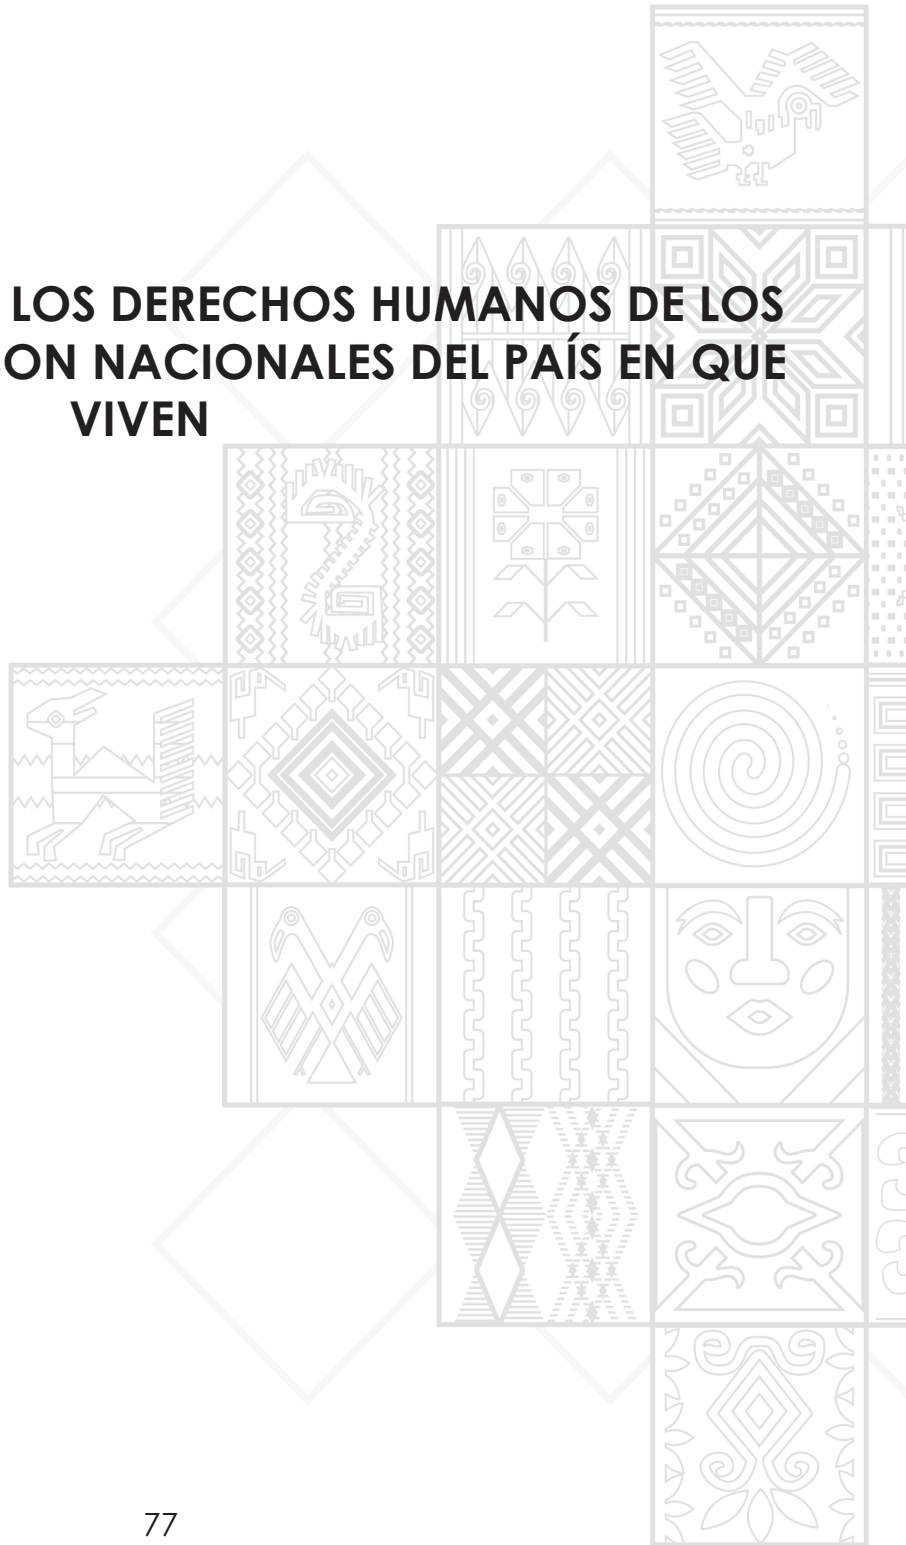 LOS DERECHOS HUMANOS DE LOS
ON NACIONALES DEL PAÍS EN QUE
VIVEN
77